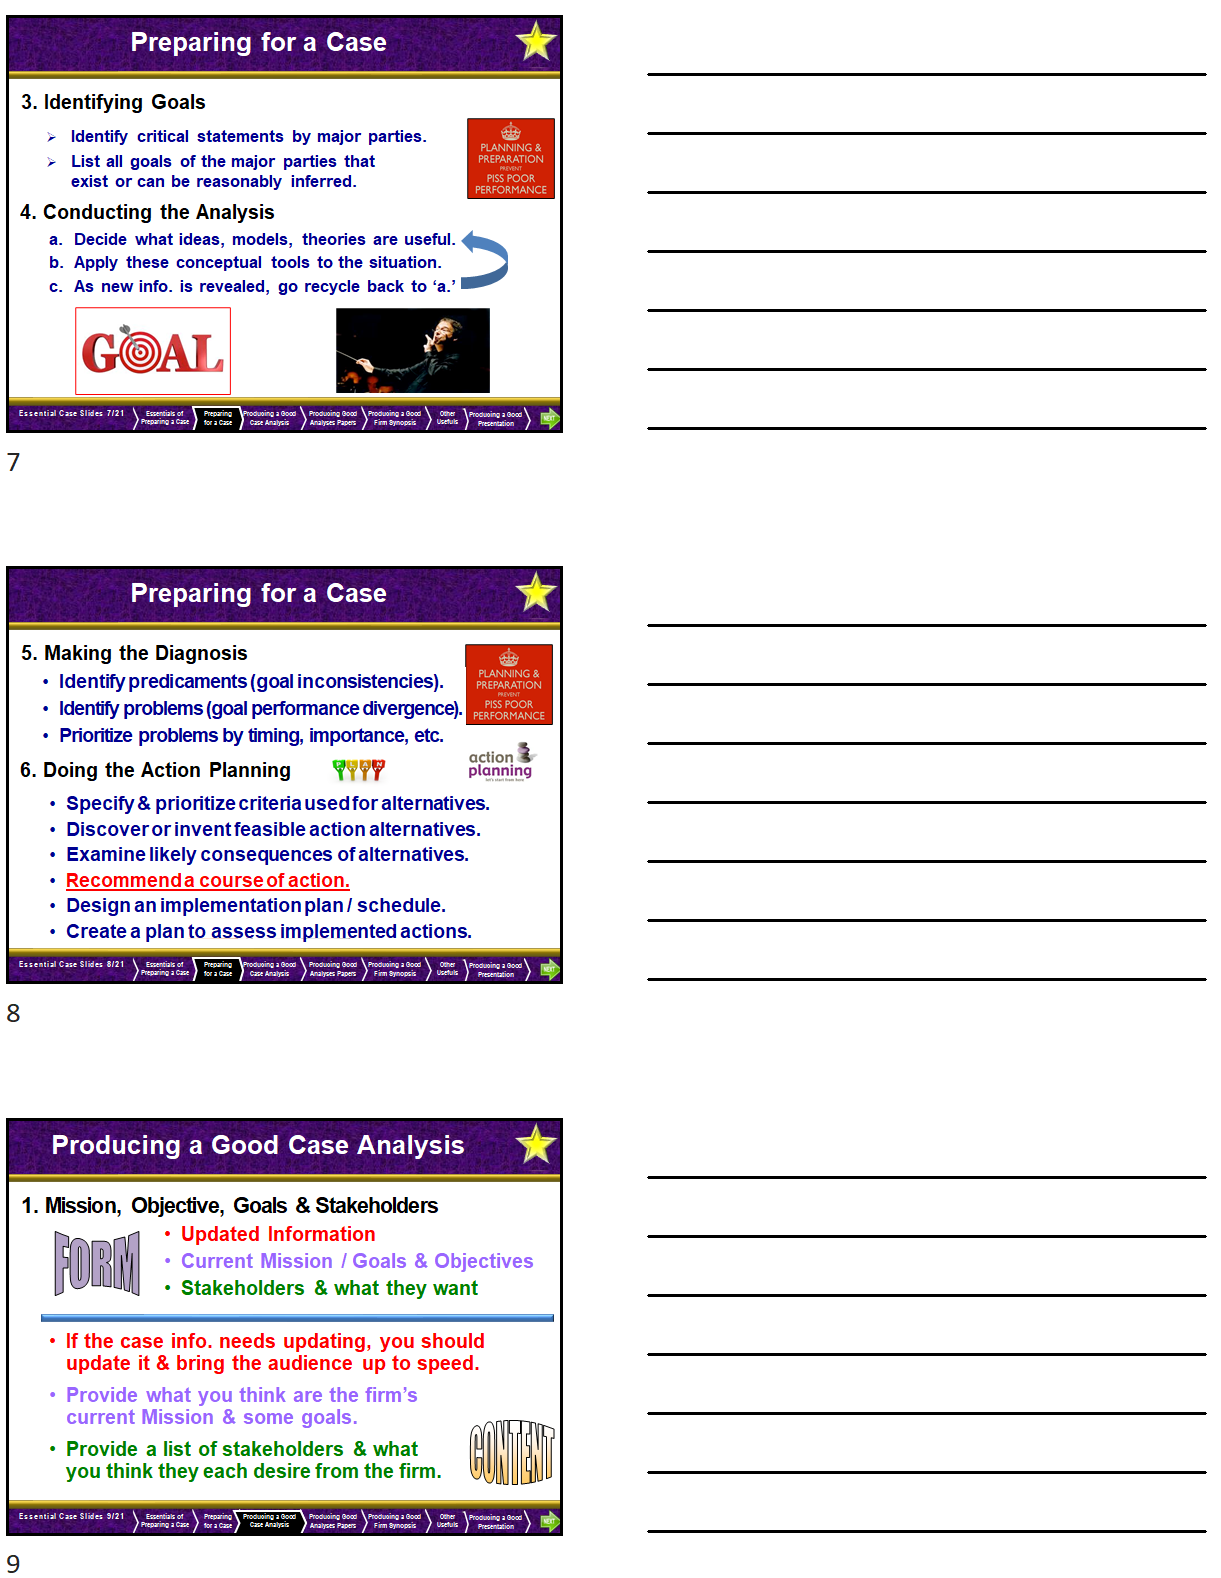 Preparing for a Case
3. Identifying Goals
Identify critical statements by major parties.
List all goals of the major parties that
exist or can be reasonably inferred.
PLANNING &
PREPARATION
PREVENT
PISS POOR
PERFORMANCE
4. Conducting the Analysis
a. Decide what ideas, models, theories are useful.
b. Apply these conceptual tools to the situation.
c. As new info. is revealed, go recycle back to ‘a.’
GOAL
Essential Case Slides 7/21
Essentials of
Preparing a Case
Preparing
for a Case
Producing a Good
Case Analysis
Producing Good
Analyses Papers
Producing a Good
Firm Synopsis
Other
Usefuls
Producing a Good
Presentation
NEXT
7
Preparing for a Case
5. Making the Diagnosis
• Identify predicaments (goal inconsistencies).
• Identify problems (goal performance divergence).
• Prioritize problems by timing, importance, etc.
PLANNING &
PREPARATION
PREVENT
PISS POOR
PERFORMANCE
6. Doing the Action Planning
PLAN
action
planning
let's start from here
• Specify & prioritize criteria used for alternatives.
• Discover or invent feasible action alternatives.
• Examine likely consequences of alternatives.
• Recommend a course of action.
• Design an implementation plan / schedule.
• Create a plan to assess implemented actions.
Essential Case Slides 8/21
Essentials of
Preparing a Case
Preparing
for a Case
Producing a Good
Case Analysis
Producing Good
Analyses Papers
Producing a Good
Firm Synopsis
Other
Usefuls
Producing a Good
Presentation
NEXT
8
Producing a Good Case Analysis
1. Mission, Objective, Goals & Stakeholders
FORM
• Updated Information
• Current Mission / Goals & Objectives
• Stakeholders & what they want
• If the case info. needs updating, you should
update it & bring the audience up to speed.
• Provide what you think are the firm’s
current Mission & some goals.
• Provide a list of stakeholders & what
you think they each desire from the firm.
CONTENT
Essential Case Slides 9/21
Essentials of
Preparing a Case
Preparing
for a Case
Producing a Good
Case Analysis
Producing Good
Analyses Papers
Producing a Good
Firm Synopsis
Other
Usefuls
Producing a Good
Presentation
NEXT
9